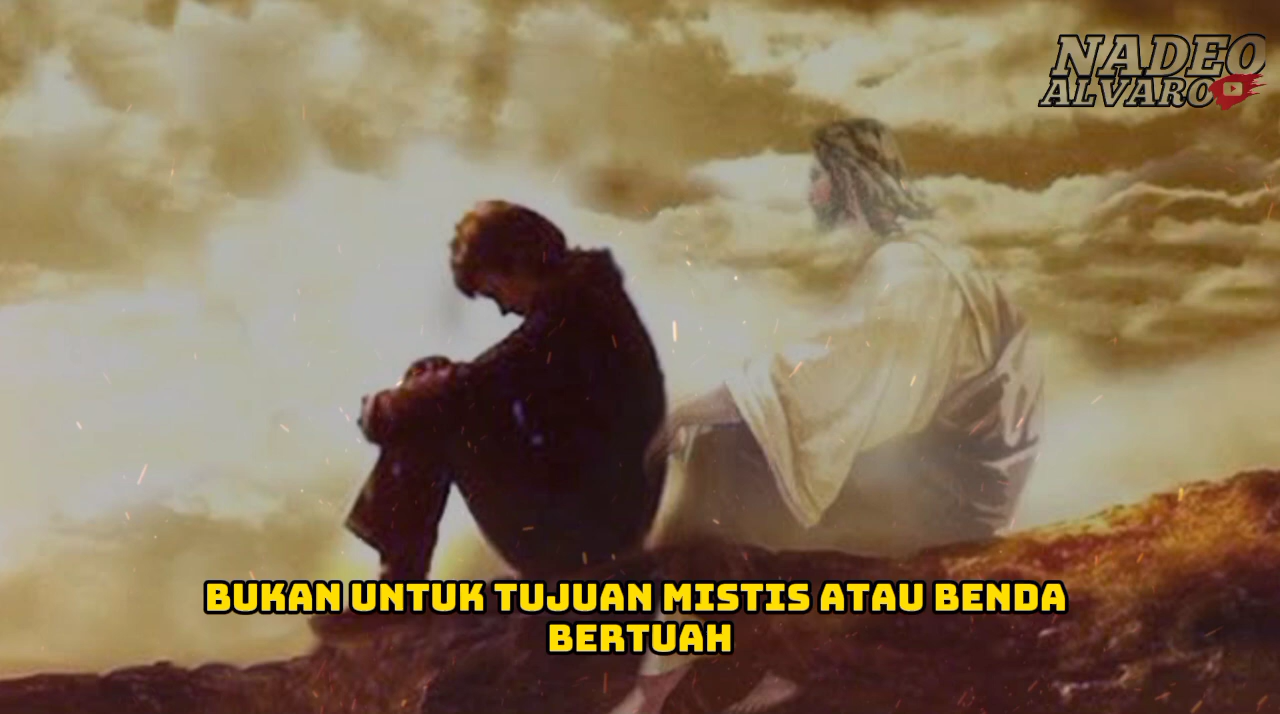 NADEO
ALVARO
BUKAN UNTUK TUJUAN MISTIS ATAU BENDA
BERTUAH